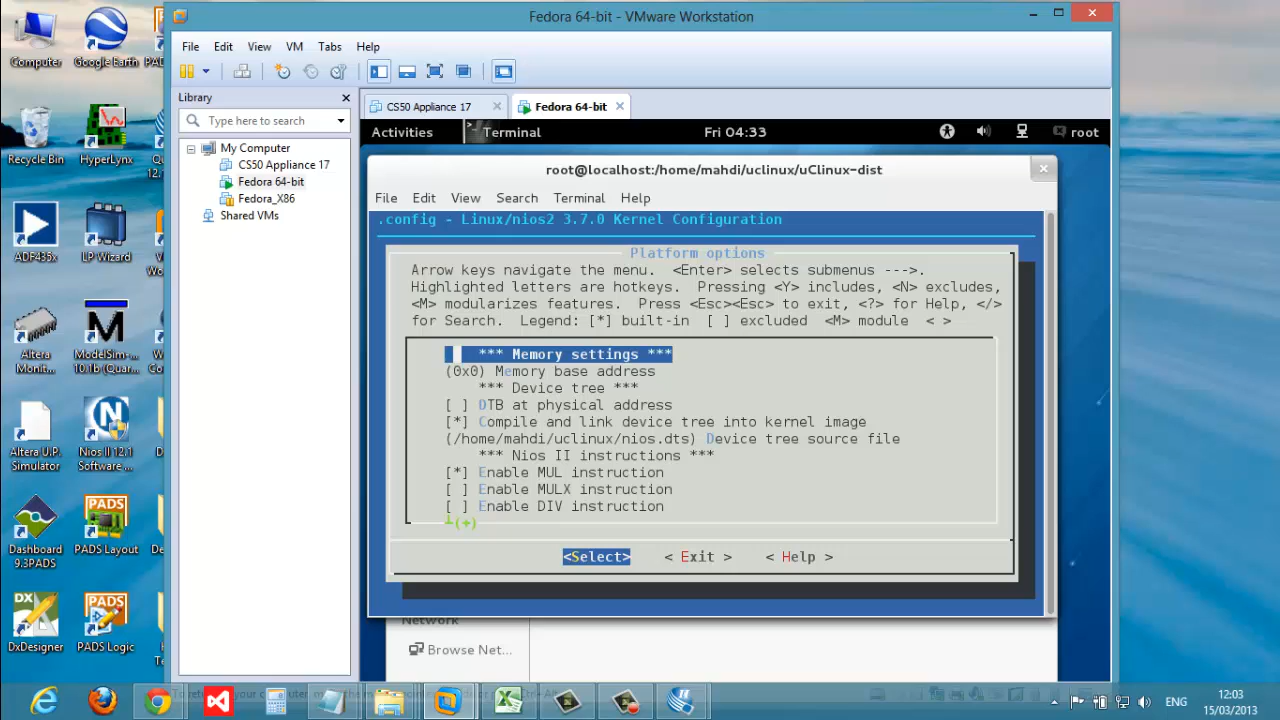 Fedora 64-bit - VMware Workstation
File Edit View VM Tabs Help
Library
Type here to search
My Computer
CS50 Appliance 17
Fedora 64-bit
Fedora_X86
Shared VMs
CS50 Appliance 17
Fedora 64-bit
Activities
Terminal
Fri 04:33
root
root@localhost:/home/mahdi/uclinux/uClinux-dist
File Edit View Search Terminal Help
.config - Linux/nios2 3.7.0 Kernel Configuration
Platform options
Arrow keys navigate the menu. <Enter> selects submenus --->.
Highlighted letters are hotkeys. Pressing <Y> includes, <N> excludes,
<M> modularizes features. Press <Esc><Esc> to exit, <?> for Help, </>
for Search. Legend: [*] built-in [ ] excluded <M> module < >
*** Memory settings ***
(0x0) Memory base address
*** Device tree ***
[ ] DTB at physical address
[*] Compile and link device tree into kernel image
(/home/mahdi/uclinux/nios.dts) Device tree source file
*** Nios II instructions ***
[*] Enable MUL instruction
[ ] Enable MULX instruction
[ ] Enable DIV instruction
(+)
<Select> < Exit > < Help >
Network
Browse Net...
Computer
Google Earth
Recycle Bin
HyperLynx
ADF435x
LP Wizard
Altera
Monit...
ModelSim-...
10.1b (Quar...
Altera U.P.
Simulator
Nios II 12.1
Software ...
Dashboard
9.3PADS
PADS Layout
DxDesigner
PADS Logic
ENG
12:03
15/03/2013